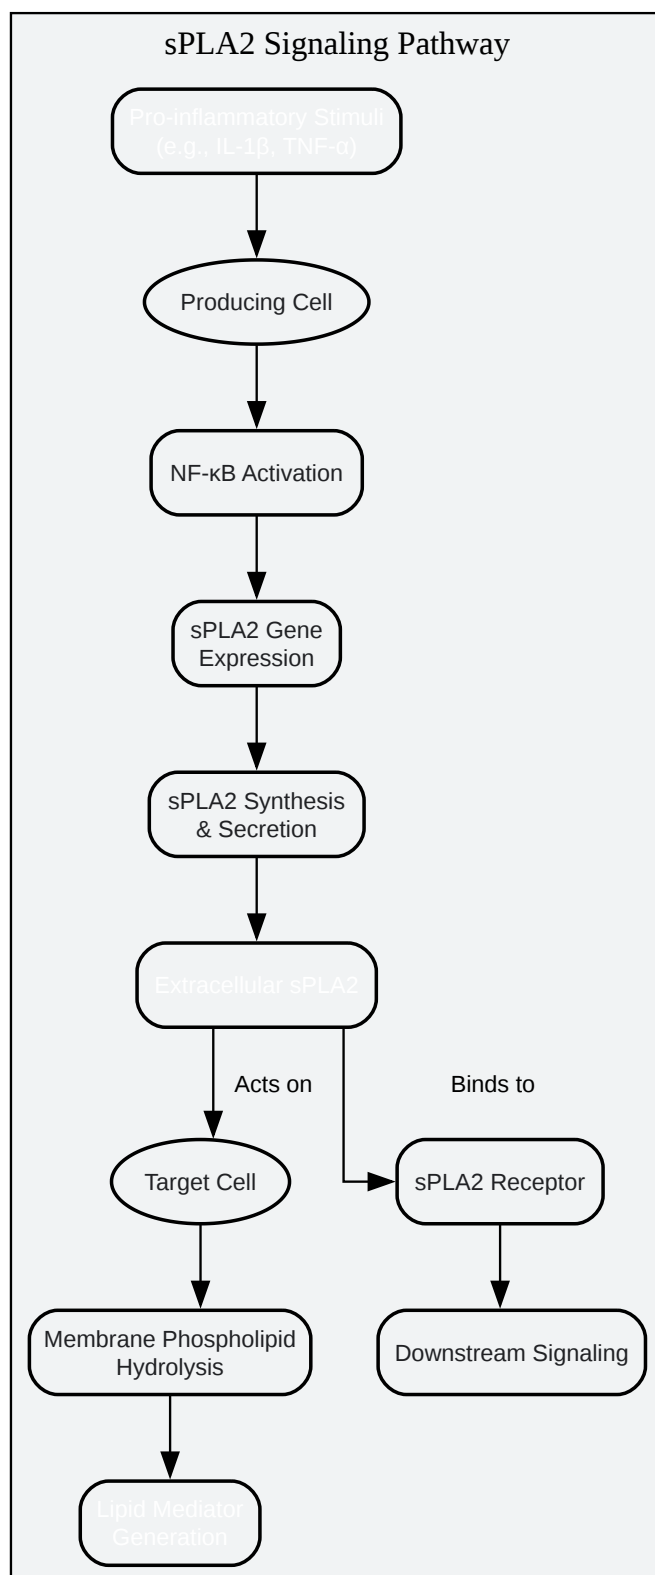 sPLA2 Signaling Pathway
Pro-inflammatory Stimuli
(e.g., IL-1β, TNF-α)
Producing Cell
NF-κB Activation
sPLA2 Gene
Expression
sPLA2 Synthesis
& Secretion
Extracellular sPLA2
Acts on
Binds to
Target Cell
sPLA2 Receptor
Membrane Phospholipid
Hydrolysis
Downstream Signaling
Lipid Mediator
Generation